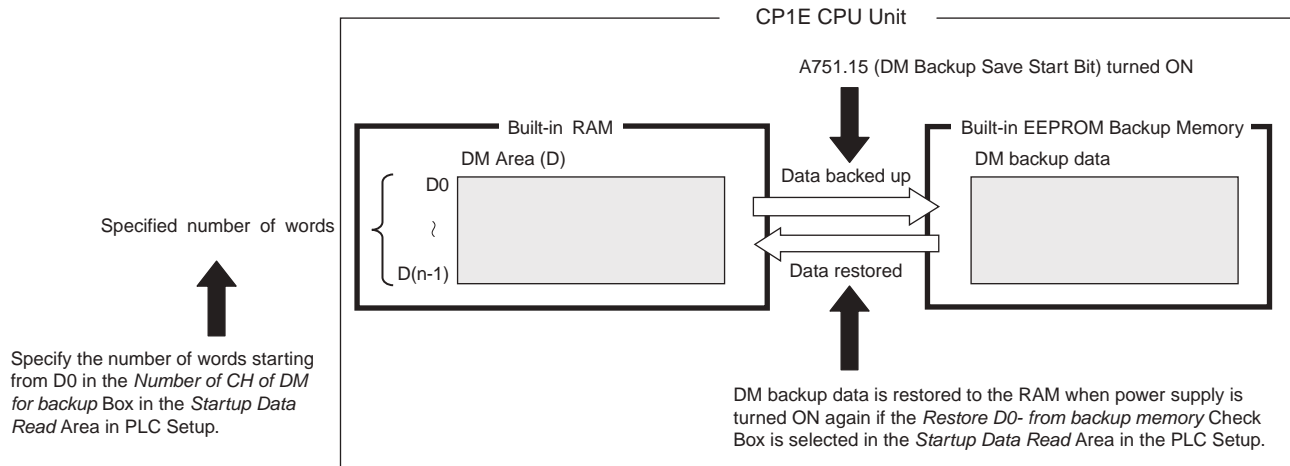 CP1E CPU Unit
A751.15 (DM Backup Save Start Bit) turned ON
Built-in RAM
Built-in EEPROM Backup Memory
DM Area (D)
DM backup data
D0
Data backed up
Specified number of words
~
D(n-1)
Data restored
Specify the number of words starting
from D0 in the Number of CH of DM
for backup Box in the Startup Data
Read Area in PLC Setup.
DM backup data is restored to the RAM when power supply is
turned ON again if the Restore D0- from backup memory Check
Box is selected in the Startup Data Read Area in the PLC Setup.